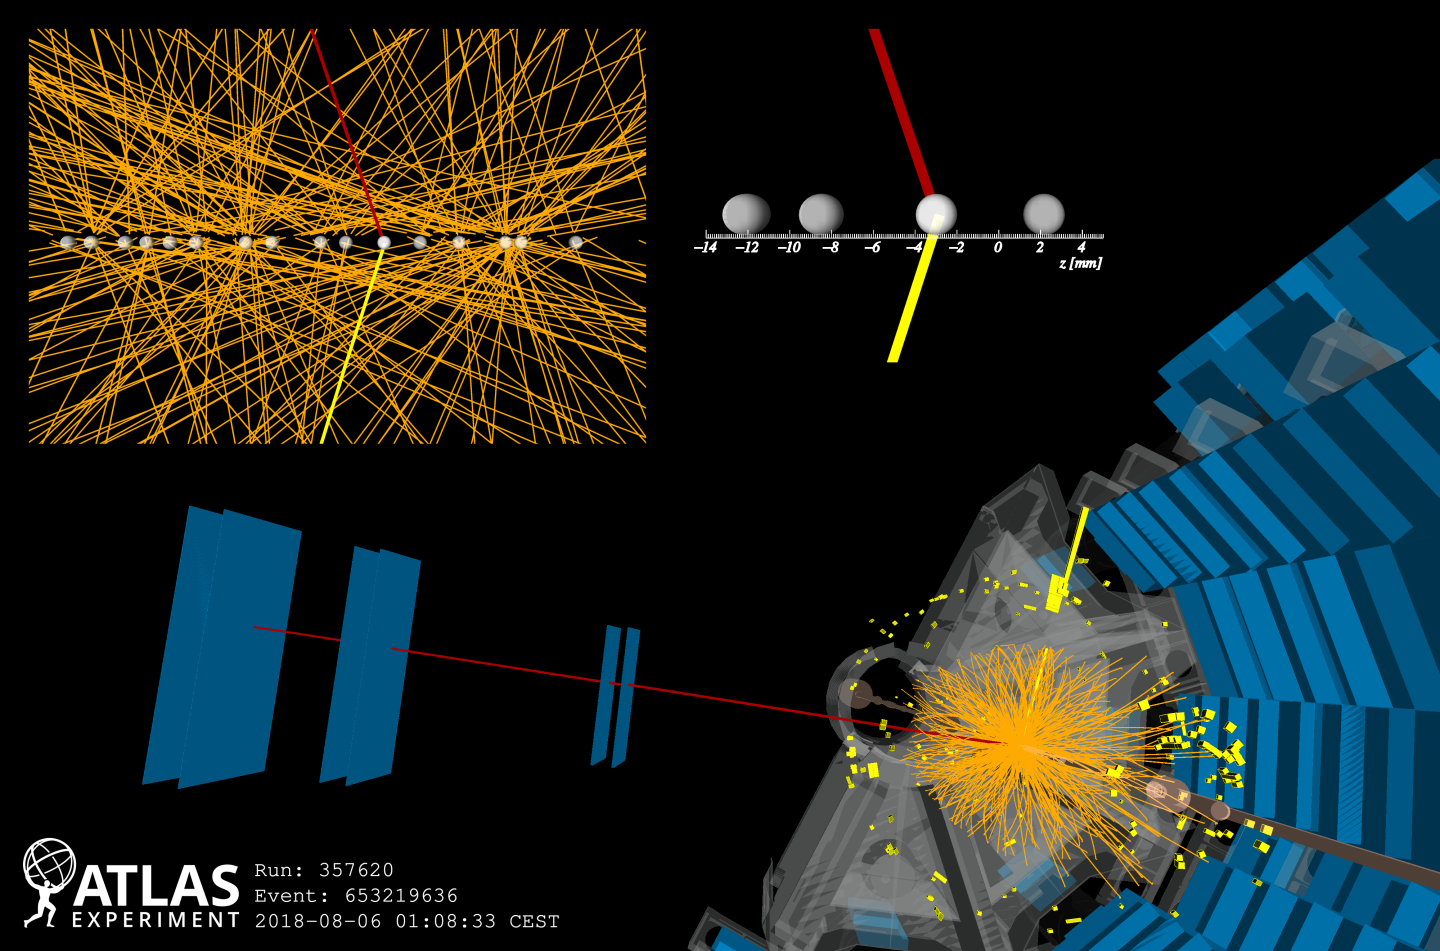 −14 −12 −10 −8 −6 −4 −2 0 2 4
z [mm]
ATLAS
EXPERIMENT
Run: 357620
Event: 653219636
2018-08-06 01:08:33 CEST